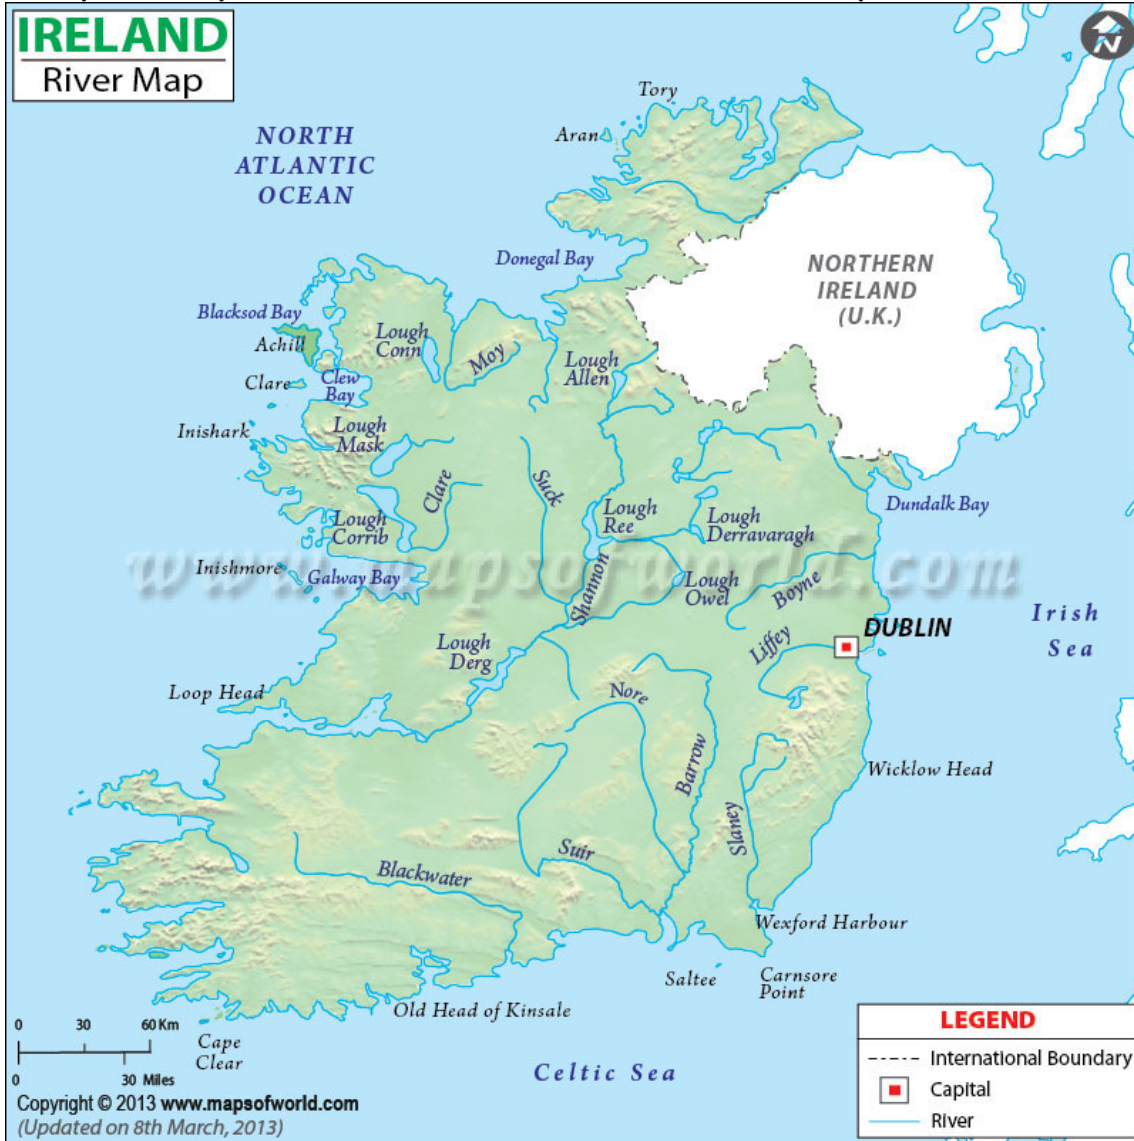 IRELAND
River Map
N
Tory
Aran
NORTH
ATLANTIC
OCEAN
Donegal Bay
NORTHERN
IRELAND
(U.K.)
Blacksod Bay
Achill
Lough
Conn
Moy
Lough
Allen
Clare
Clew
Bay
Inishark
Lough
Mask
Clare
Suck
Dundalk Bay
Lough
Ree
Lough
Derravaragh
Lough
Corrib
www.mapsofworld.com
Inishmore
Galway Bay
Shannon
Lough
Owel
Boyne
Irish
Sea
DUBLIN
Liffey
Lough
Derg
Loop Head
Nore
Barrow
Wicklow Head
Slaney
Suir
Blackwater
Wexford Harbour
Saltee
Carnsore
Point
Old Head of Kinsale
Cape
Clear
Celtic Sea
0 30 60 Km
0 30 Miles
Copyright © 2013 www.mapsofworld.com
(Updated on 8th March, 2013)
LEGEND
International Boundary
Capital
River